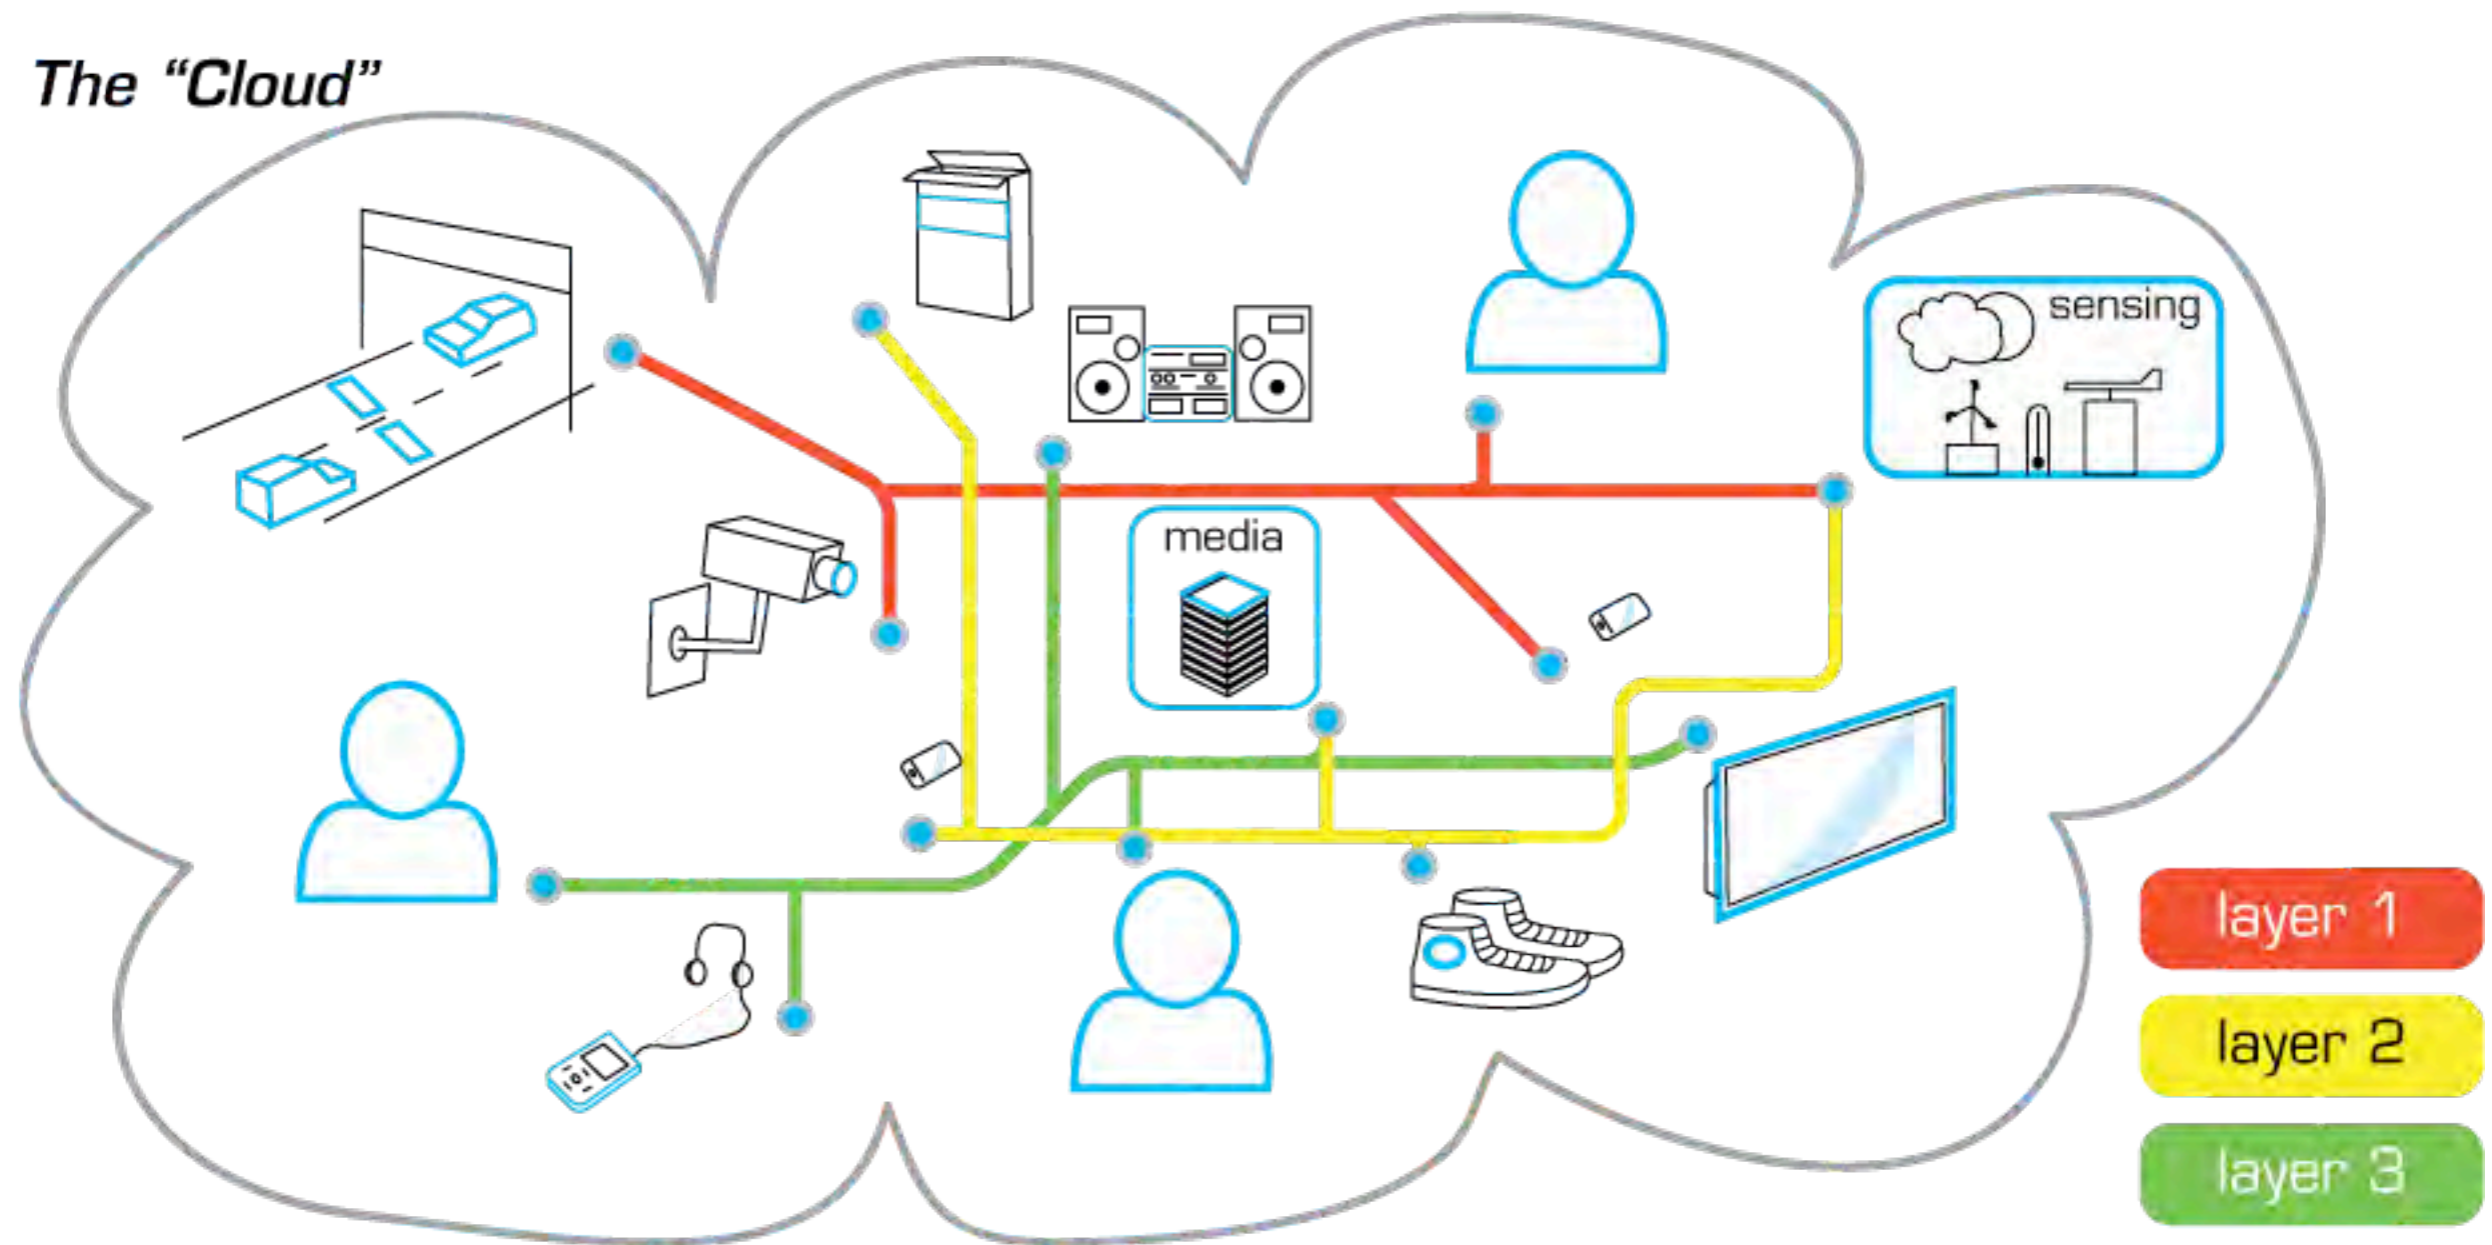 The “Cloud”
sensing
media
layer 1
layer 2
layer 3